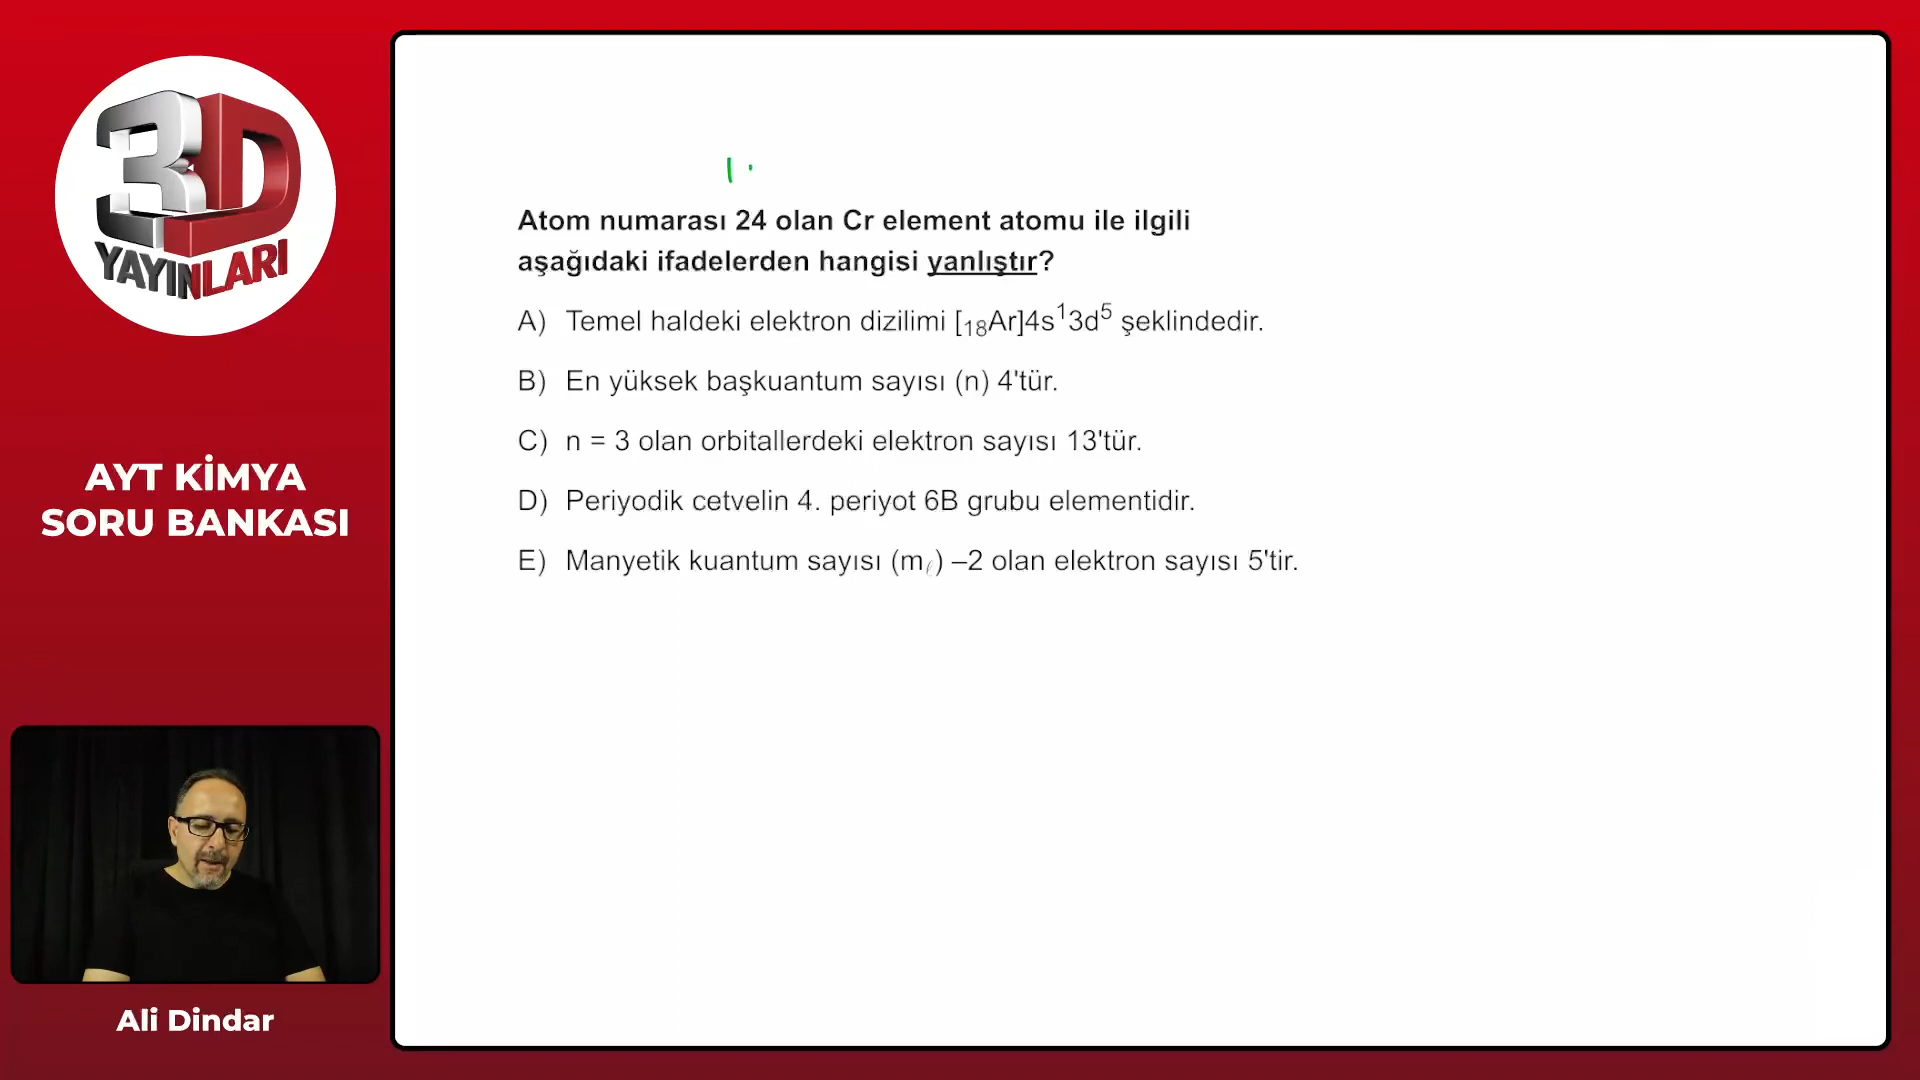 3D
YAYINLARI
AYT KİMYA
SORU BANKASI
Ali Dindar
1.
Atom numarası 24 olan Cr element atomu ile ilgili
aşağıdaki ifadelerden hangisi yanlıştır?
A) Temel haldeki elektron dizilimi [₁₈Ar]4s¹3d⁵ şeklindedir.
B) En yüksek başkuantum sayısı (n) 4'tür.
C) n = 3 olan orbitallerdeki elektron sayısı 13'tür.
D) Periyodik cetvelin 4. periyot 6B grubu elementidir.
E) Manyetik kuantum sayısı (mℓ) –2 olan elektron sayısı 5'tir.